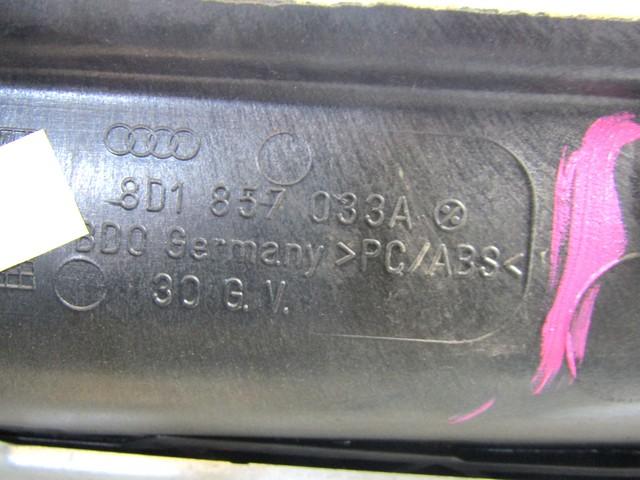 8D1 857 033A
BDO Germany >PC/ABS<
30 G.V.